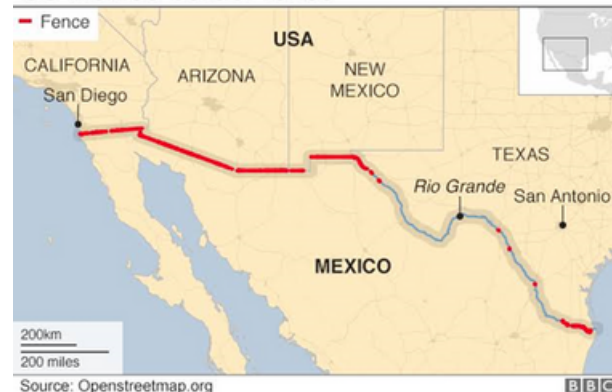 Fence
USA
CALIFORNIA
ARIZONA
NEW
MEXICO
San Diego
TEXAS
Rio Grande
San Antonio
MEXICO
200km
200 miles
Source: Openstreetmap.org
BBC